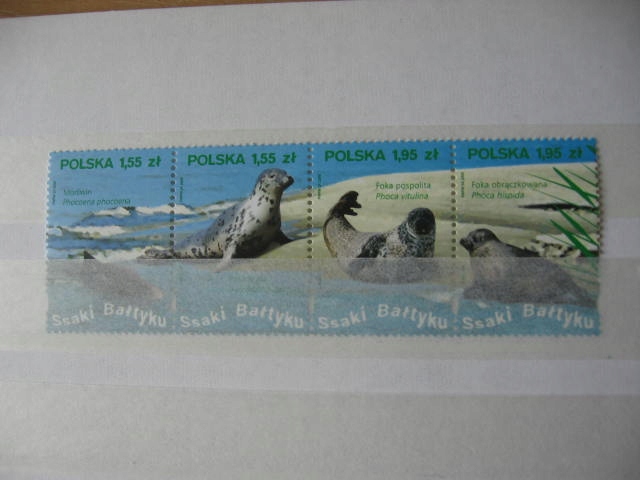 POLSKA 1,55 zł
Morświn
Phocoena phocoena
Ssaki Bałtyku
POLSKA 1,55 zł
Ssaki Bałtyku
POLSKA 1,95 zł
Foka pospolita
Phoca vitulina
Ssaki Bałtyku
POLSKA 1,95 zł
Foka obrączkowana
Phoca hispida
Ssaki Bałtyku